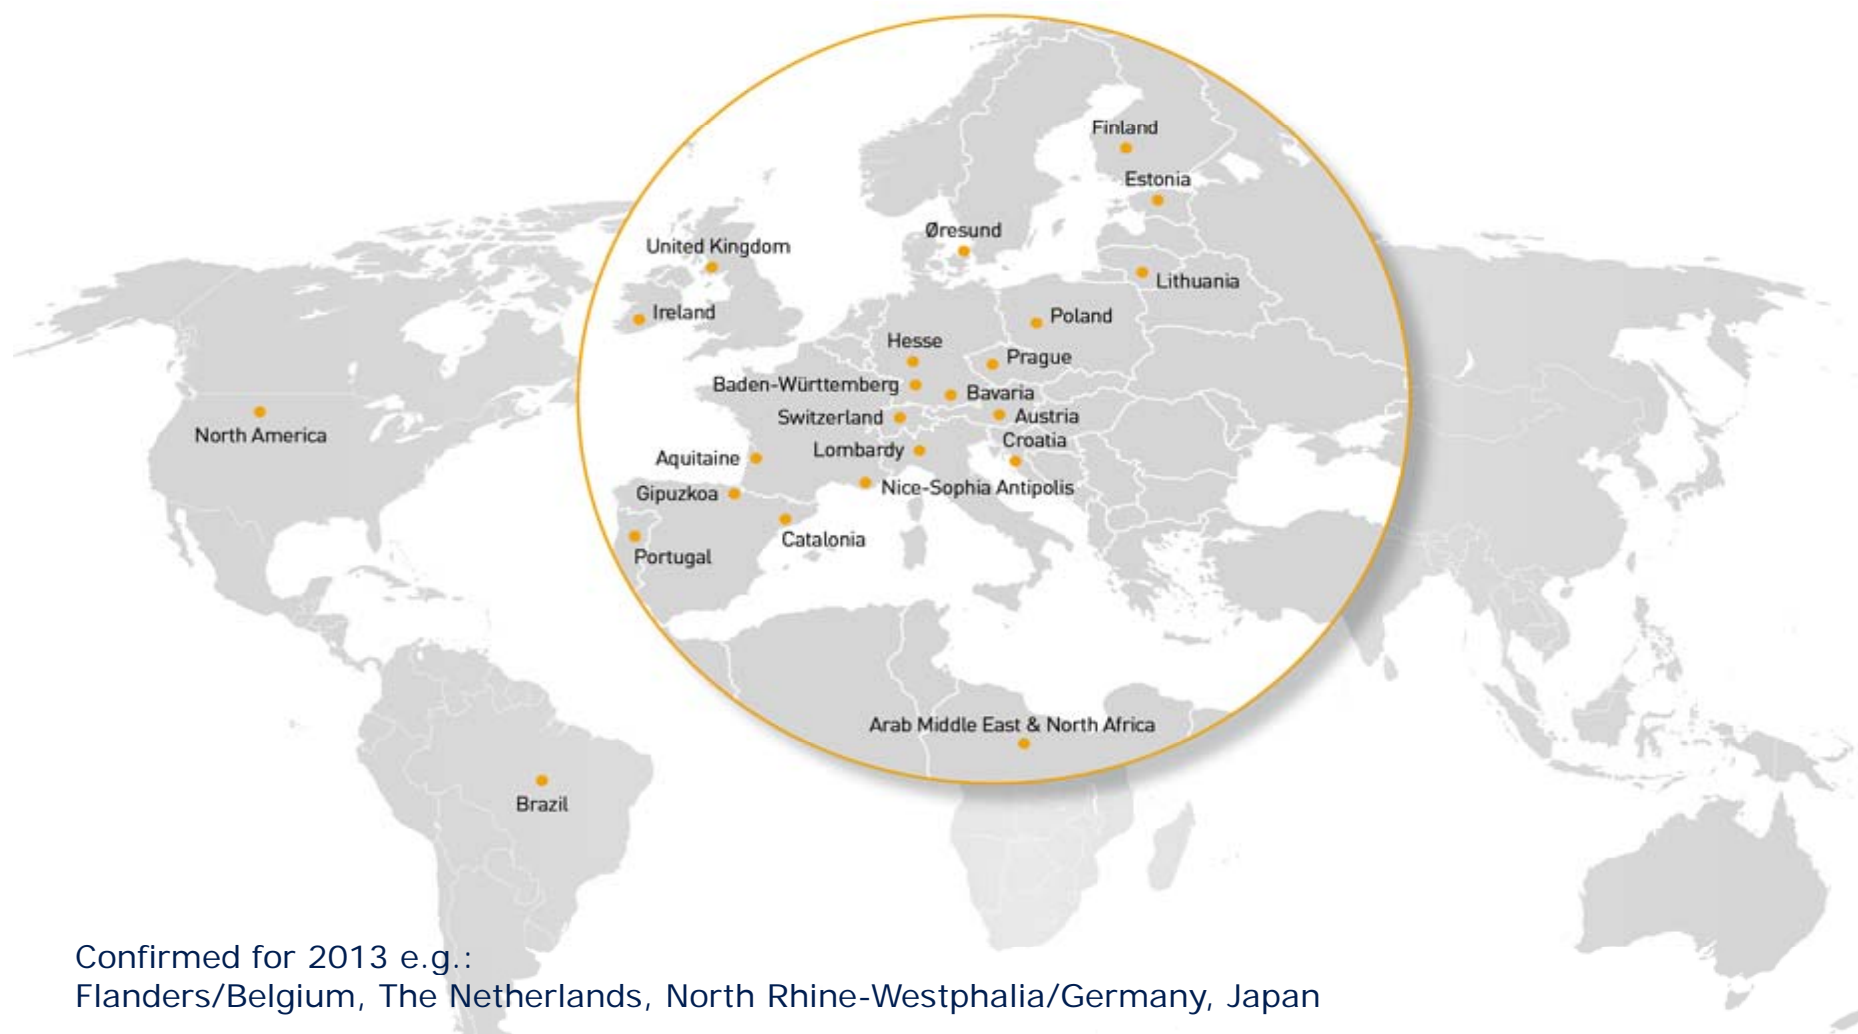 Finland
Estonia
Øresund
United Kingdom
Lithuania
Ireland
Poland
Hesse
Prague
Baden-Württemberg
Bavaria
Switzerland
Austria
Croatia
North America
Lombardy
Aquitaine
Nice-Sophia Antipolis
Gipuzkoa
Catalonia
Portugal
Arab Middle East & North Africa
Brazil
Confirmed for 2013 e.g.:
Flanders/Belgium, The Netherlands, North Rhine-Westphalia/Germany, Japan